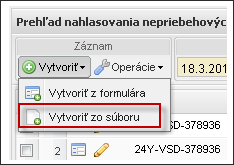 Prehľad nahlasovania nepriebehových
Záznam
Vytvoriť Operácie
18.3.201
Vytvoriť z formulára
Vytvoriť zo súboru
24Y-VSD-378936
2 24Y-VSD-378936